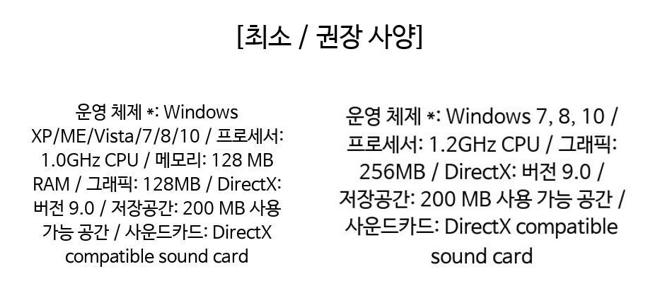 [최소 / 권장 사양]
운영 체제 *: Windows
XP/ME/Vista/7/8/10 / 프로세서:
1.0GHz CPU / 메모리: 128 MB
RAM / 그래픽: 128MB / DirectX:
버전 9.0 / 저장공간: 200 MB 사용
가능 공간 / 사운드카드: DirectX
compatible sound card
운영 체제 *: Windows 7, 8, 10 /
프로세서: 1.2GHz CPU / 그래픽:
256MB / DirectX: 버전 9.0 /
저장공간: 200 MB 사용 가능 공간 /
사운드카드: DirectX compatible
sound card